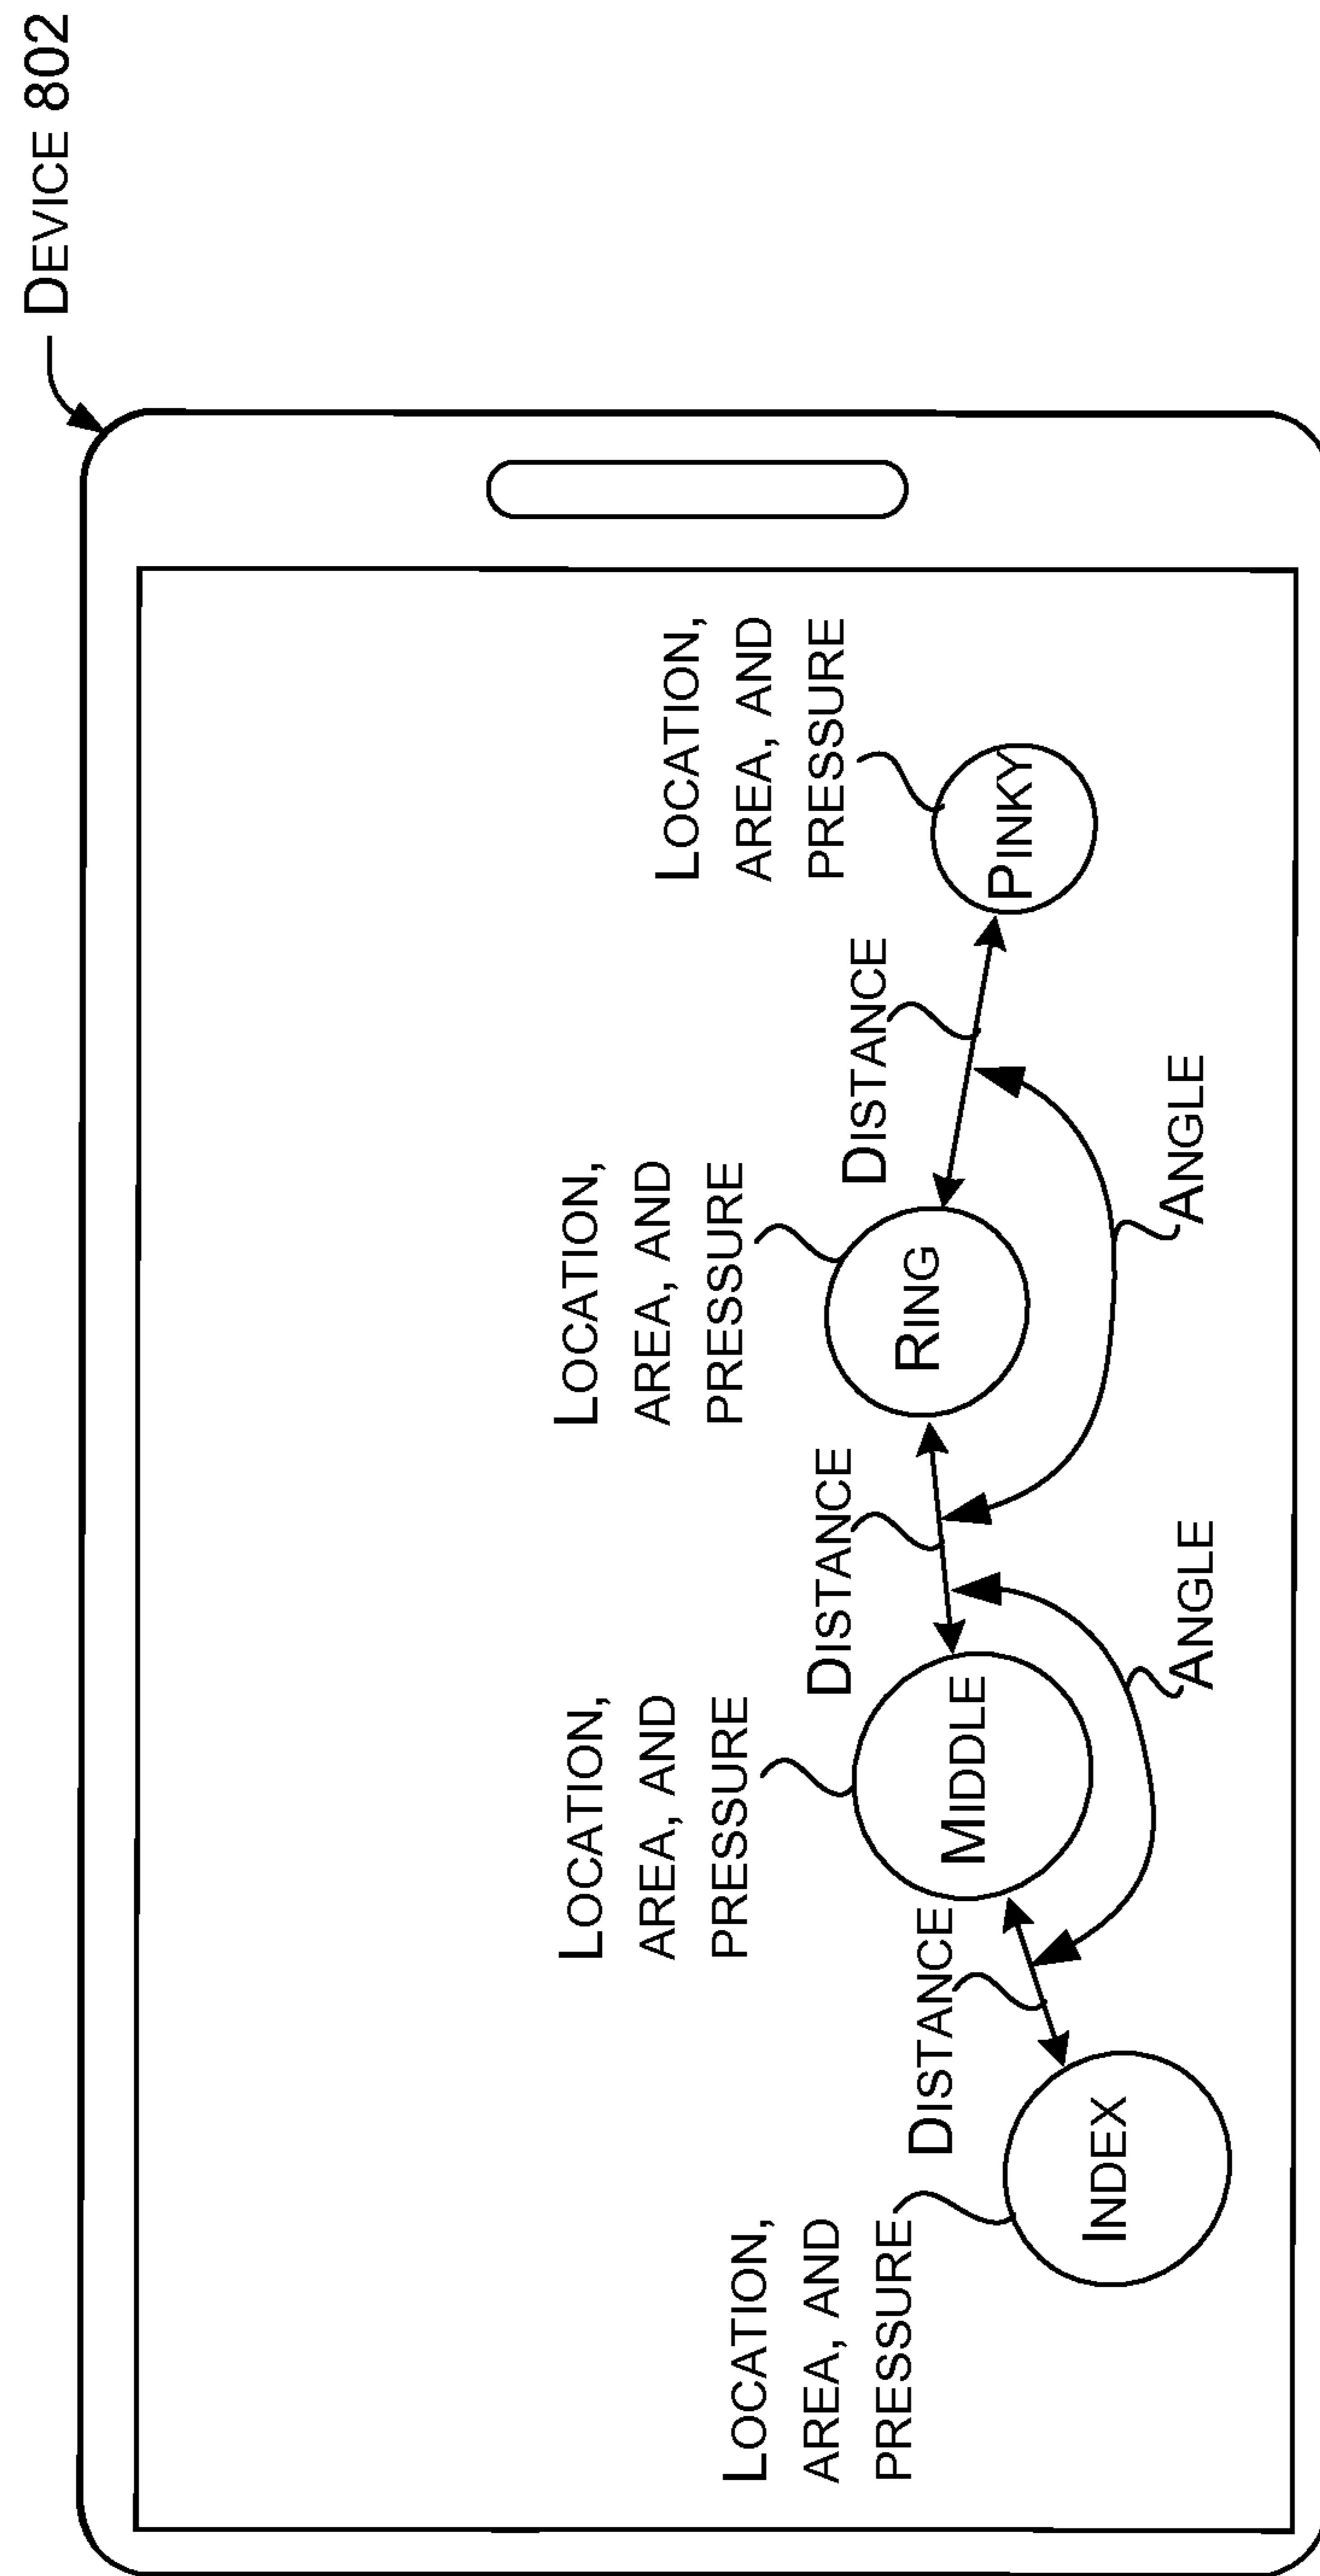 DEVICE 802
LOCATION,
AREA, AND
PRESSURE
LOCATION,
AREA, AND
PRESSURE
LOCATION,
AREA, AND
PRESSURE
LOCATION,
AREA, AND
PRESSURE
DISTANCE
DISTANCE
DISTANCE
INDEX
MIDDLE
RING
PINKY
ANGLE
ANGLE